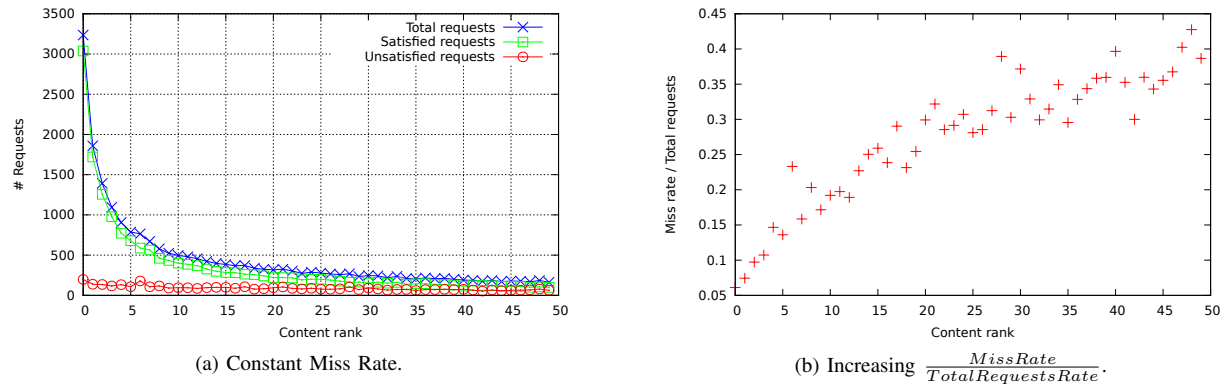 3500
3000
2500
2000
1500
1000
500
0
# Requests
Total requests
Satisfied requests
Unsatisfied requests
0 5 10 15 20 25 30 35 40 45 50
Content rank
(a) Constant Miss Rate.
0.45
0.4
0.35
0.3
0.25
0.2
0.15
0.1
0.05
Miss rate / Total requests
0 5 10 15 20 25 30 35 40 45 50
Content rank
(b) Increasing MissRate / TotalRequestsRate.